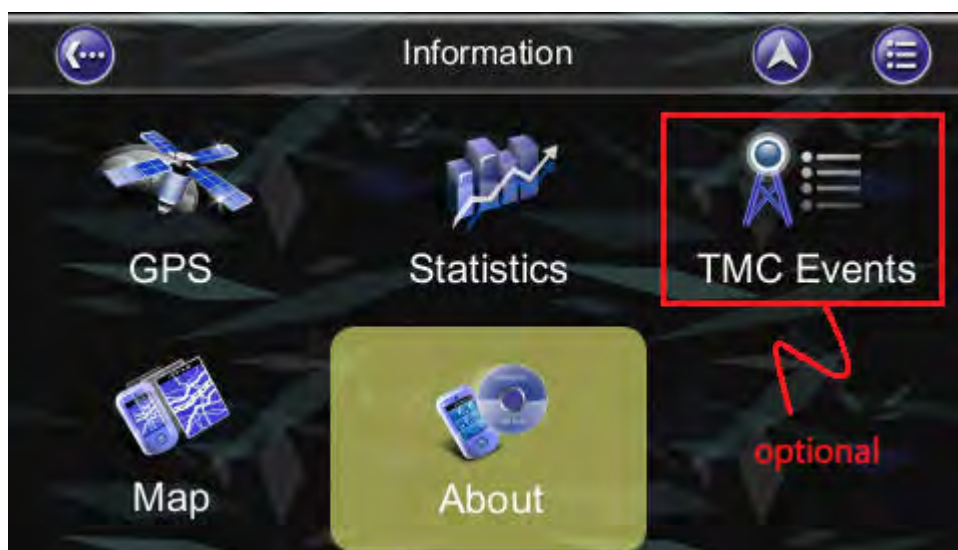 Information
GPS
Statistics
TMC Events
Map
About
optional